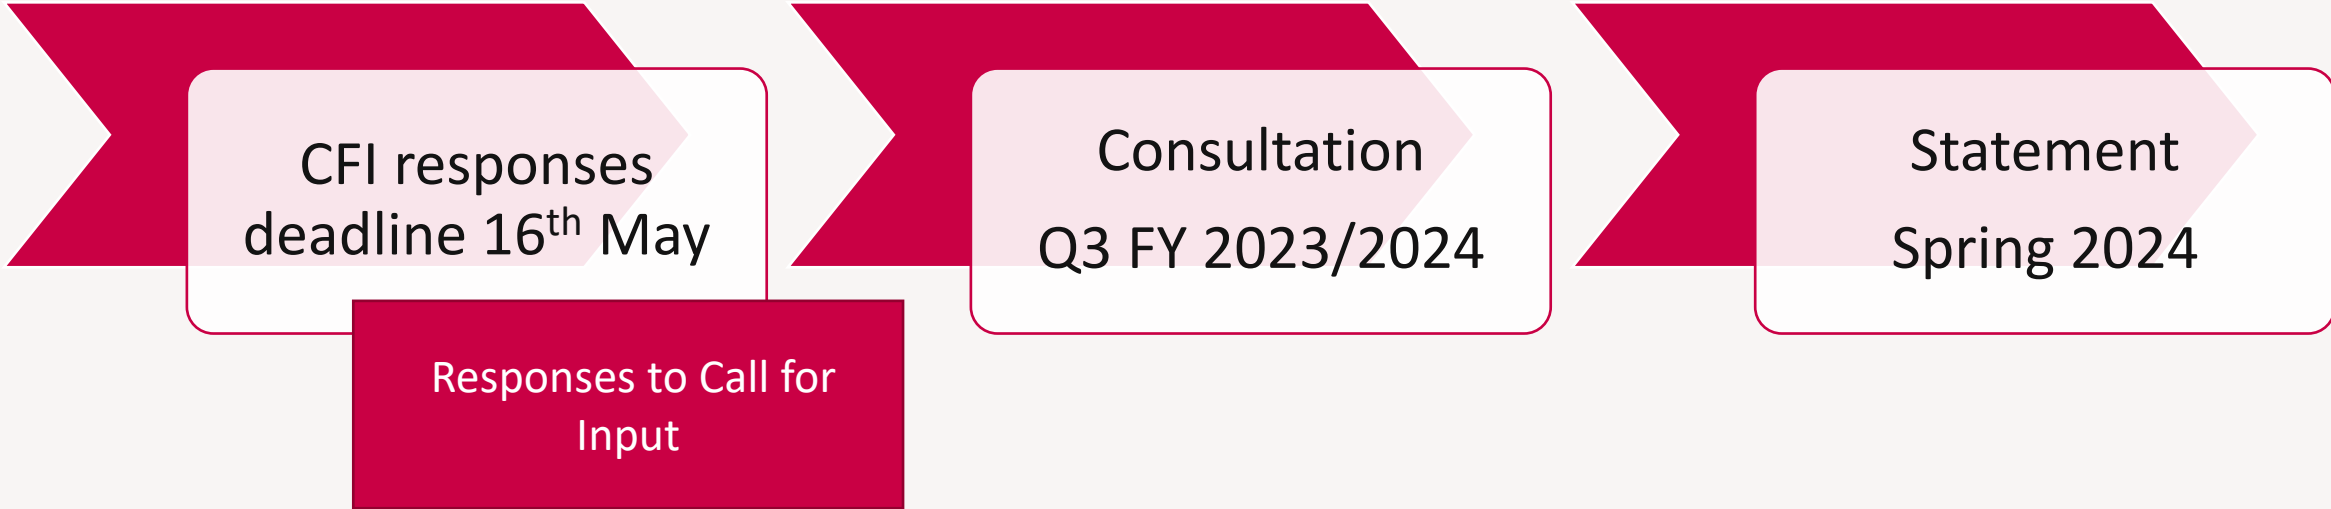 CFI responses
deadline 16th May
Consultation
Q3 FY 2023/2024
Statement
Spring 2024
Responses to Call for
Input